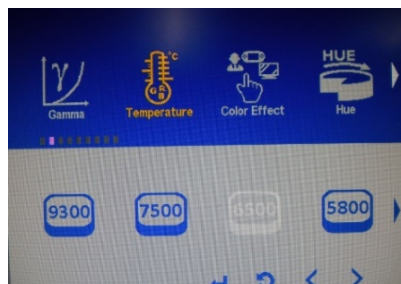 γ
°C
HUE
G R B
Gamma
Temperature
Color Effect
Hue
9300
7500
6500
5800